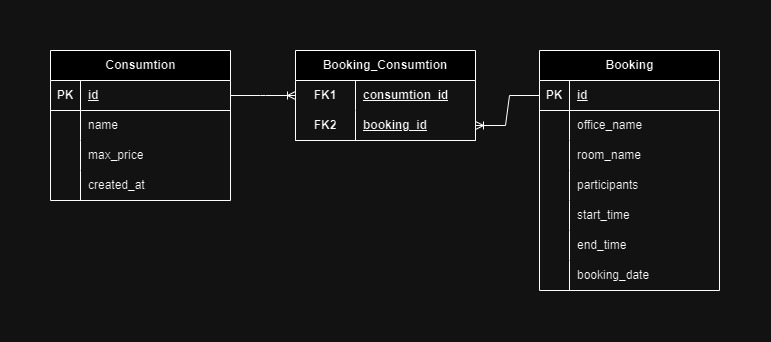 Consumtion
PK id
name
max_price
created_at
Booking_Consumtion
FK1 consumtion_id
FK2 booking_id
Booking
PK id
office_name
room_name
participants
start_time
end_time
booking_date